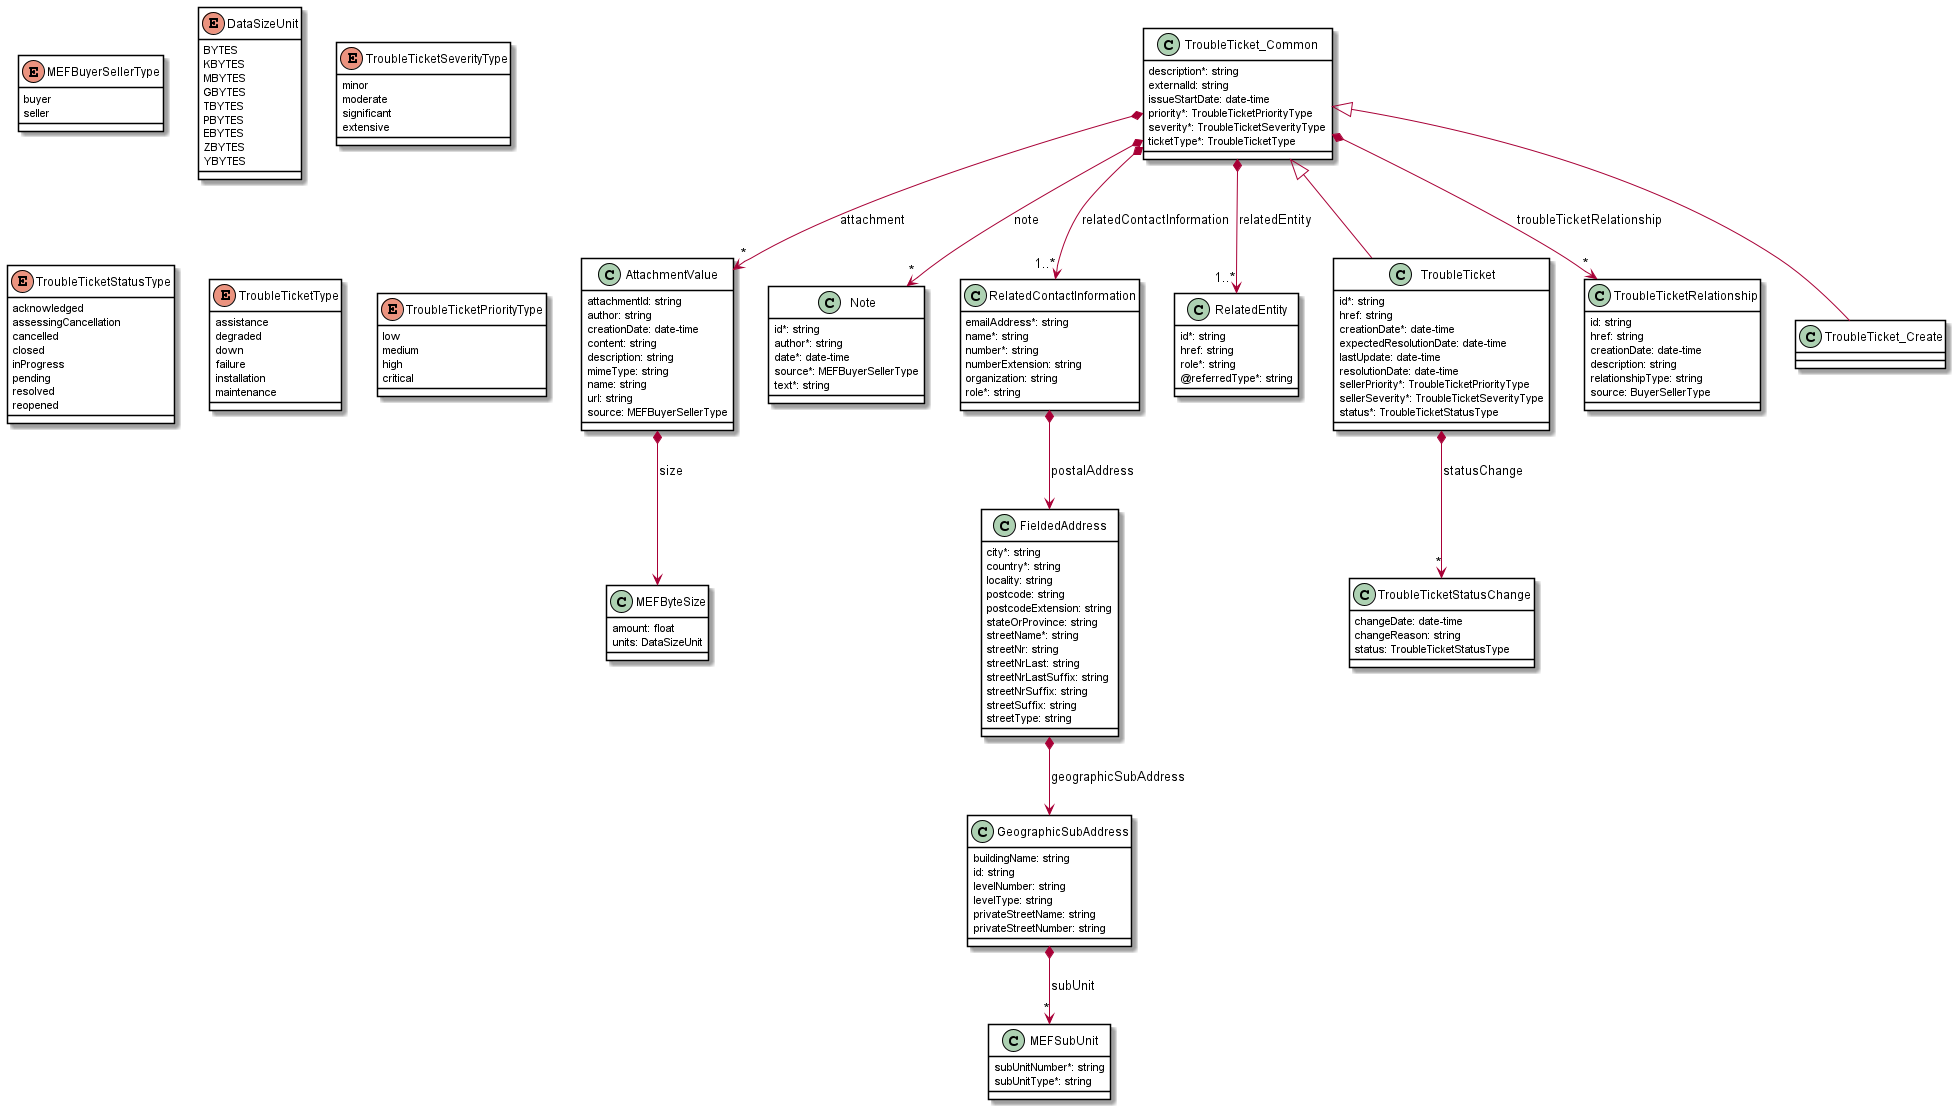 E MEFBuyerSellerType
buyer
seller
E DataSizeUnit
BYTES
KBYTES
MBYTES
GBYTES
TBYTES
PBYTES
EBYTES
ZBYTES
YBYTES
E TroubleTicketSeverityType
minor
moderate
significant
extensive
C TroubleTicket_Common
description*: string
externalId: string
issueStartDate: date-time
priority*: TroubleTicketPriorityType
severity*: TroubleTicketSeverityType
ticketType*: TroubleTicketType
attachment
note
relatedContactInformation
relatedEntity
troubleTicketRelationship
*
*
1..*
1..*
*
E TroubleTicketStatusType
acknowledged
assessingCancellation
cancelled
closed
inProgress
pending
resolved
reopened
E TroubleTicketType
assistance
degraded
down
failure
installation
maintenance
E TroubleTicketPriorityType
low
medium
high
critical
C AttachmentValue
attachmentId: string
author: string
creationDate: date-time
content: string
description: string
mimeType: string
name: string
url: string
source: MEFBuyerSellerType
C Note
id*: string
author*: string
date*: date-time
source*: MEFBuyerSellerType
text*: string
C RelatedContactInformation
emailAddress*: string
name*: string
number*: string
numberExtension: string
organization: string
role*: string
C RelatedEntity
id*: string
href: string
role*: string
@referredType*: string
C TroubleTicket
id*: string
href: string
creationDate*: date-time
expectedResolutionDate: date-time
lastUpdate: date-time
resolutionDate: date-time
sellerPriority*: TroubleTicketPriorityType
sellerSeverity*: TroubleTicketSeverityType
status*: TroubleTicketStatusType
C TroubleTicketRelationship
id: string
href: string
creationDate: date-time
description: string
relationshipType: string
source: BuyerSellerType
C TroubleTicket_Create
size
postalAddress
statusChange
*
C MEFByteSize
amount: float
units: DataSizeUnit
C FieldedAddress
city*: string
country*: string
locality: string
postcode: string
postcodeExtension: string
stateOrProvince: string
streetName*: string
streetNr: string
streetNrLast: string
streetNrLastSuffix: string
streetNrSuffix: string
streetSuffix: string
streetType: string
C TroubleTicketStatusChange
changeDate: date-time
changeReason: string
status: TroubleTicketStatusType
geographicSubAddress
C GeographicSubAddress
buildingName: string
id: string
levelNumber: string
levelType: string
privateStreetName: string
privateStreetNumber: string
subUnit
*
C MEFSubUnit
subUnitNumber*: string
subUnitType*: string